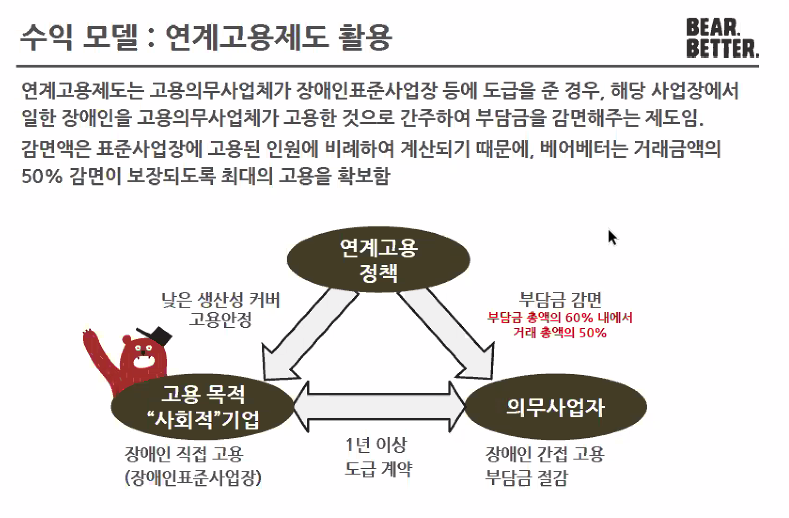 수익 모델 : 연계고용제도 활용
BEAR.
BETTER.
연계고용제도는 고용의무사업체가 장애인표준사업장 등에 도급을 준 경우, 해당 사업장에서
일한 장애인을 고용의무사업체가 고용한 것으로 간주하여 부담금을 감면해주는 제도임.
감면액은 표준사업장에 고용된 인원에 비례하여 계산되기 때문에, 베어베터는 거래금액의
50% 감면이 보장되도록 최대의 고용을 확보함
연계고용
정책
낮은 생산성 커버
고용안정
부담금 감면
부담금 총액의 60% 내에서
거래 총액의 50%
고용 목적
“사회적”기업
의무사업자
1년 이상
도급 계약
장애인 직접 고용
(장애인표준사업장)
장애인 간접 고용
부담금 절감